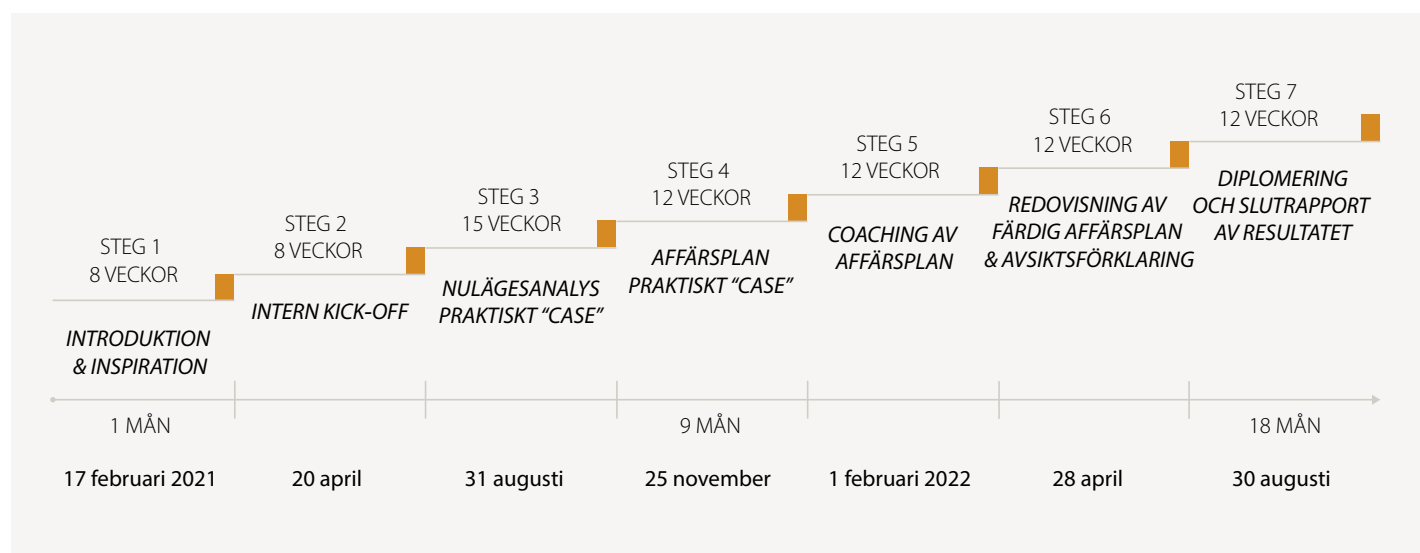 STEG 1
8 VECKOR
INTRODUKTION
& INSPIRATION
STEG 2
8 VECKOR
INTERN KICK-OFF
STEG 3
15 VECKOR
NULÄGESANALYS
PRAKTISKT “CASE”
STEG 4
12 VECKOR
AFFÄRSPLAN
PRAKTISKT “CASE”
STEG 5
12 VECKOR
COACHING AV
AFFÄRSPLAN
STEG 6
12 VECKOR
REDOVISNING AV
FÄRDIG AFFÄRSPLAN
& AVSIKTSFÖRKLARING
STEG 7
12 VECKOR
DIPLOMERING
OCH SLUTRAPPORT
AV RESULTATET
1 MÅN
9 MÅN
18 MÅN
17 februari 2021
20 april
31 augusti
25 november
1 februari 2022
28 april
30 augusti